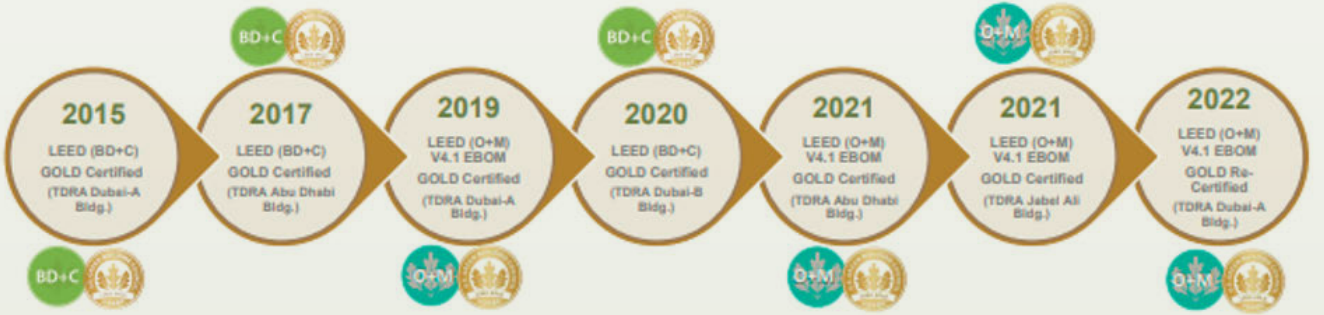 BD+C
BD+C
O+M
2015
LEED (BD+C)
GOLD Certified
(TDRA Dubai-A
Bldg.)
2017
LEED (BD+C)
GOLD Certified
(TDRA Abu Dhabi
Bldg.)
2019
LEED (O+M)
V4.1 EBOM
GOLD Certified
(TDRA Dubai-A
Bldg.)
2020
LEED (BD+C)
GOLD Certified
(TDRA Dubai-B
Bldg.)
2021
LEED (O+M)
V4.1 EBOM
GOLD Certified
(TDRA Abu Dhabi
Bldg.)
2021
LEED (O+M)
V4.1 EBOM
GOLD Certified
(TDRA Jabel Ali
Bldg.)
2022
LEED (O+M)
V4.1 EBOM
GOLD Re-
Certified
(TDRA Dubai-A
Bldg.)
BD+C
O+M
O+M
O+M